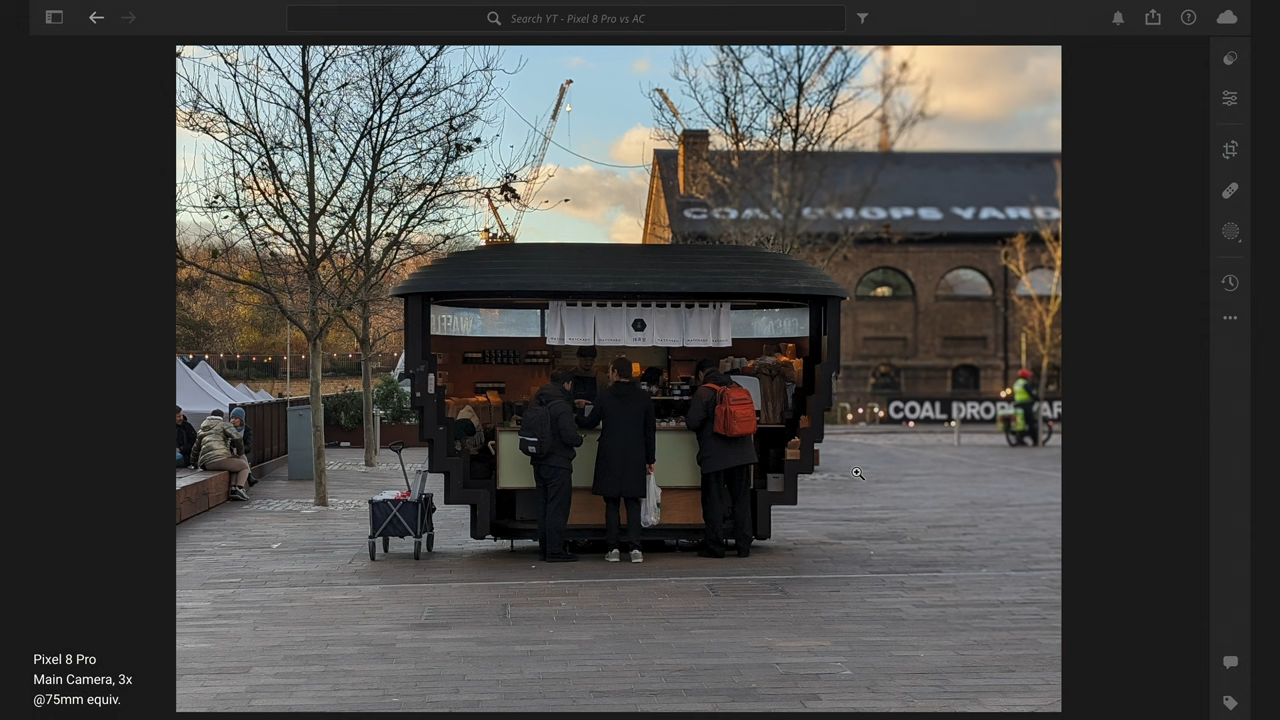 Search YT - Pixel 8 Pro vs AC
COAL DROPS YARD
COAL DROP YAR
Pixel 8 Pro
Main Camera, 3x
@75mm equiv.